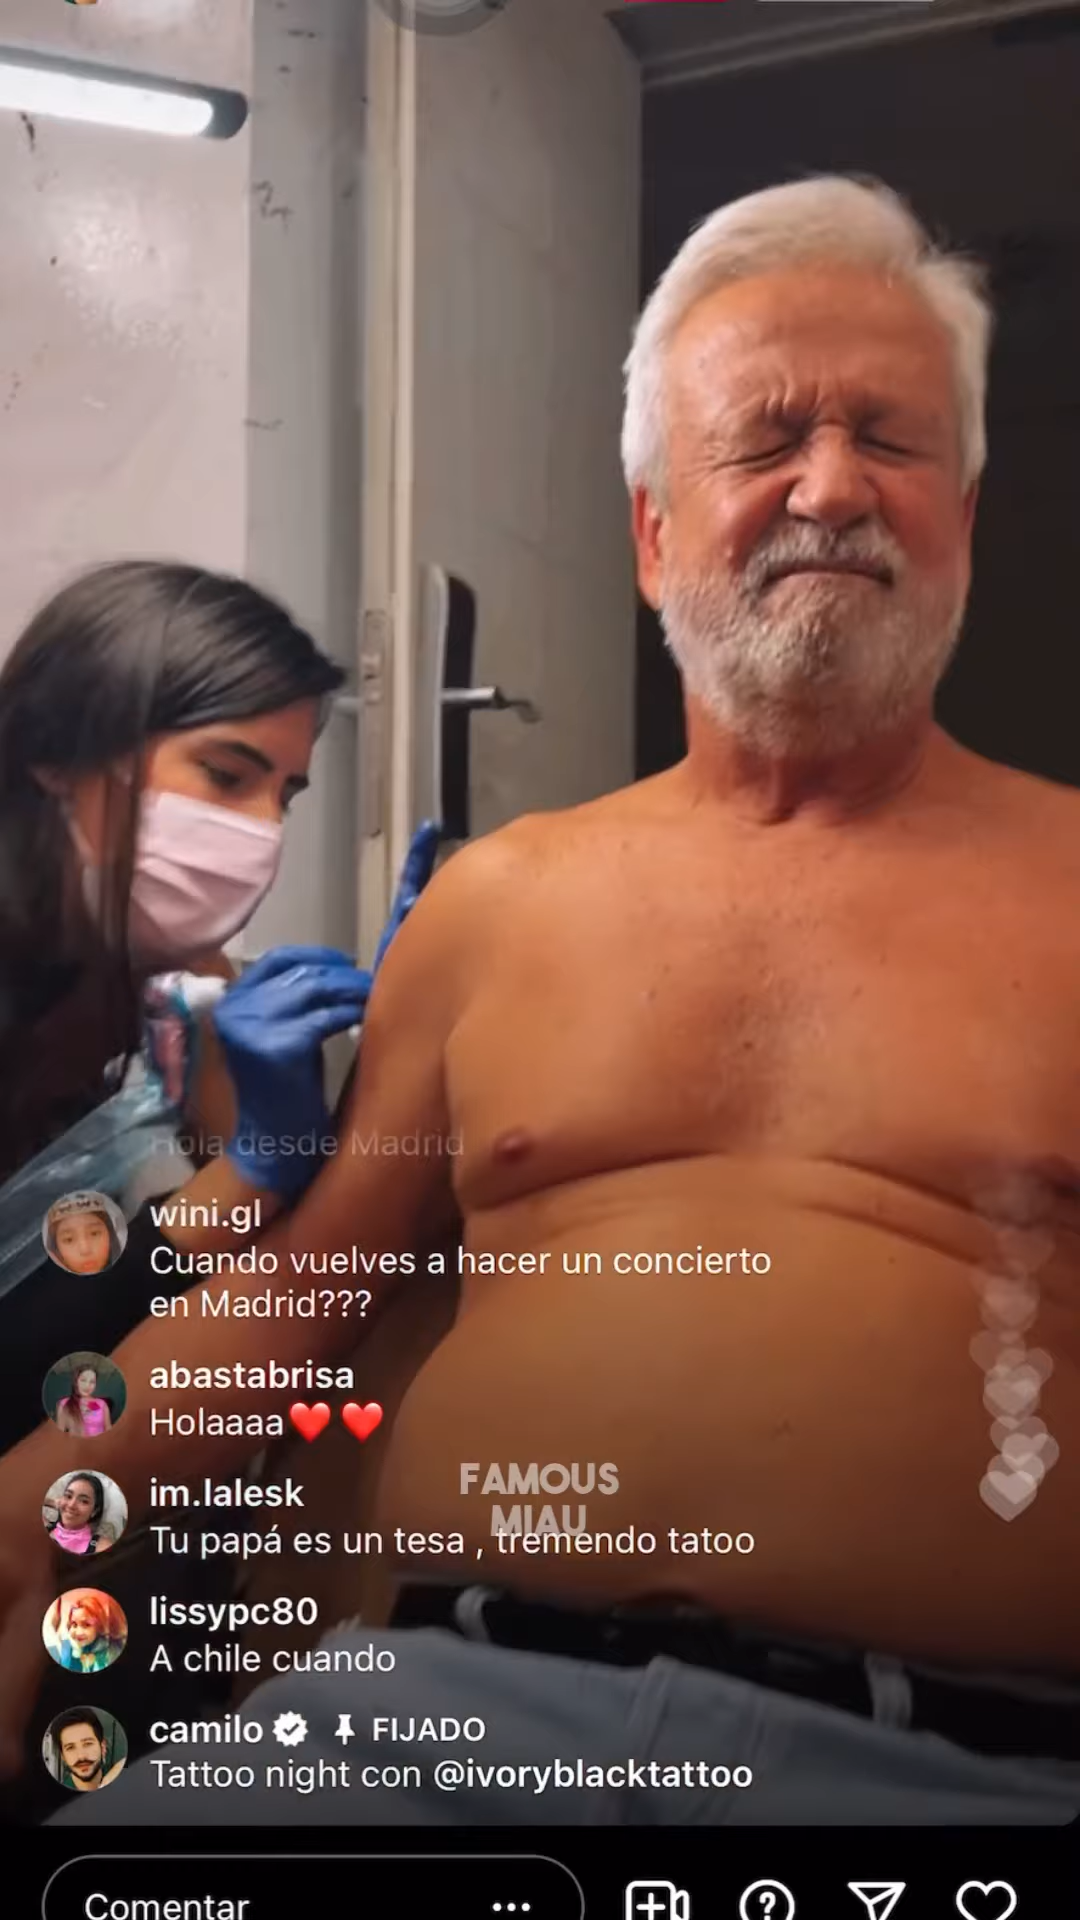 Hola desde Madrid
wini.gl
Cuando vuelves a hacer un concierto
en Madrid???
abastabrisa
Holaaaa❤️ ❤️
FAMOUS
MIAU
im.lalesk
Tu papá es un tesa , tremendo tatoo
lissypc80
A chile cuando
camilo FIJADO
Tattoo night con @ivoryblacktattoo
Comentar